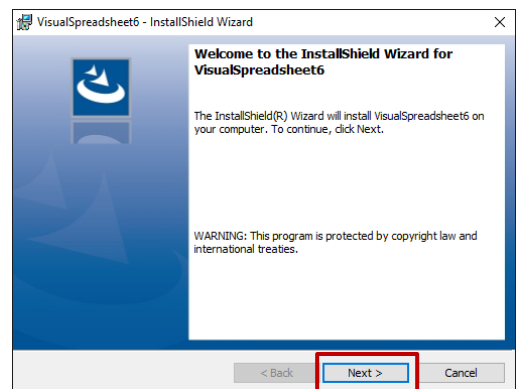 VisualSpreadsheet6 - InstallShield Wizard
Welcome to the InstallShield Wizard for
VisualSpreadsheet6
The InstallShield(R) Wizard will install VisualSpreadsheet6 on
your computer. To continue, click Next.
WARNING: This program is protected by copyright law and
international treaties.
< Back Next > Cancel